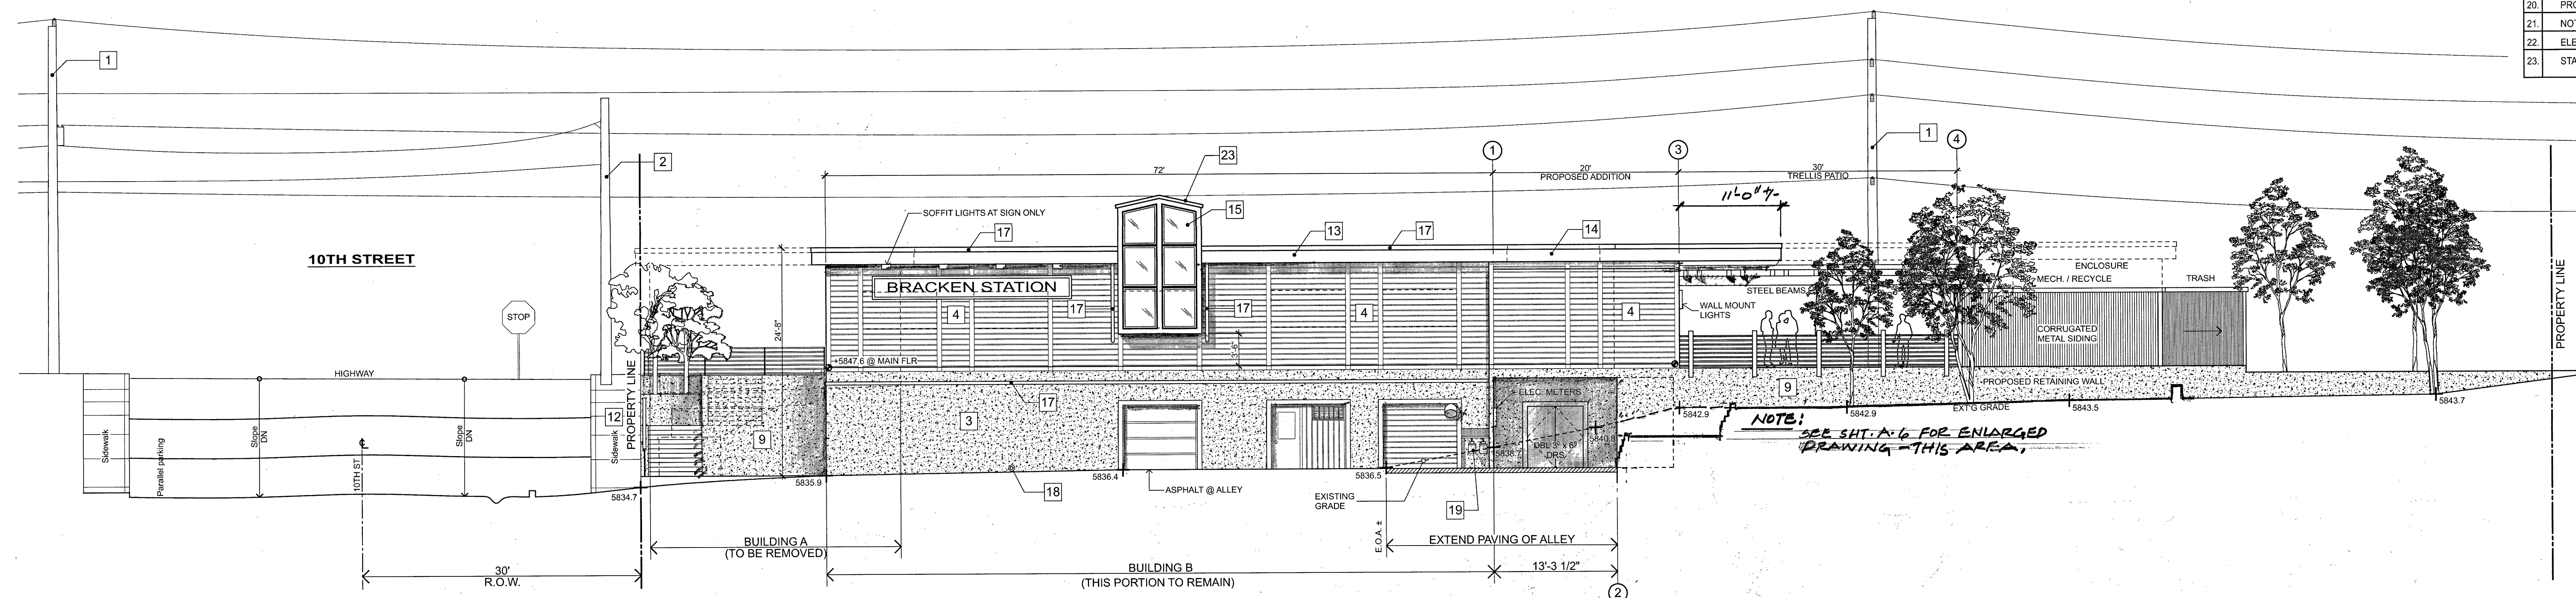 20. PRO
21. NOT
22. ELE
23. STA
1
2
10TH STREET
STOP
HIGHWAY
Sidewalk
Parallel parking
Slope
DN
℄
10TH ST
Slope
DN
Sidewalk
12
PROPERTY LINE
5834.7
30'
R.O.W.
SOFFIT LIGHTS AT SIGN ONLY
17
72'
23
15
13
17
14
1
20'
PROPOSED ADDITION
3
30'
TRELLIS PATIO
4
1
11'-0" +/-
24'-8"
BRACKEN STATION
4
17
17
4
4
3'-6"
+5847.6 @ MAIN FLR
STEEL BEAMS
WALL MOUNT
LIGHTS
ENCLOSURE
MECH. / RECYCLE
TRASH
CORRUGATED
METAL SIDING
PROPERTY LINE
9
3
17
ELEC. METERS
DBL 3⁰ x 6⁸
DRS.
5838.7
5840.8
5842.9
9
PROPOSED RETAINING WALL
EXT'G GRADE
5842.9
5843.5
5843.7
NOTE:
SEE SHT. A.6 FOR ENLARGED
DRAWING - THIS AREA.
5835.9
18
5836.4
ASPHALT @ ALLEY
5836.5
EXISTING
GRADE
19
E.O.A. ±
BUILDING A
(TO BE REMOVED)
EXTEND PAVING OF ALLEY
BUILDING B
(THIS PORTION TO REMAIN)
13'-3 1/2"
2